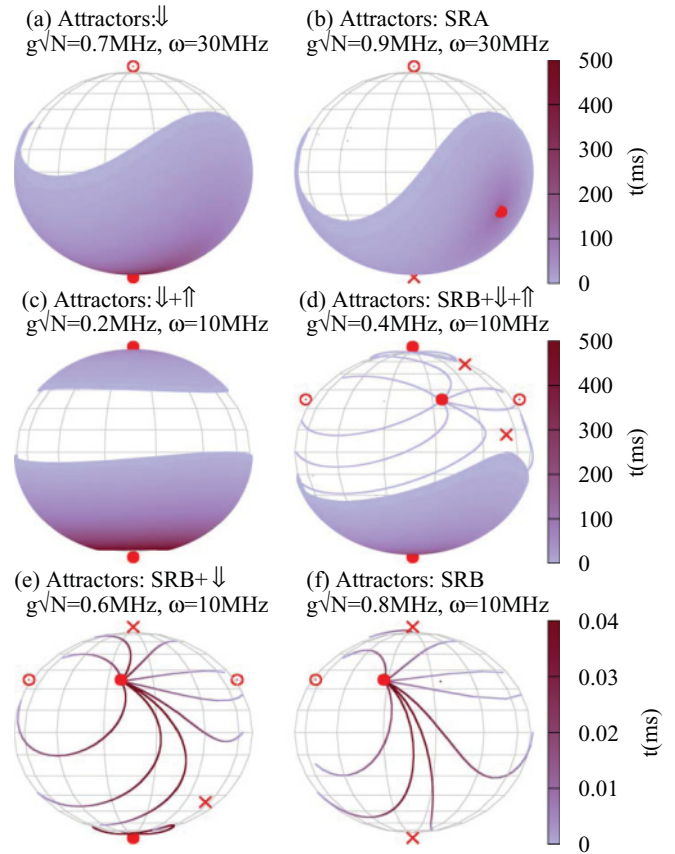 (a) Attractors:⇓
g√N=0.7MHz, ω=30MHz
(b) Attractors: SRA
g√N=0.9MHz, ω=30MHz
500
400
300
200
100
0
t(ms)
(c) Attractors:⇓+⇑
g√N=0.2MHz, ω=10MHz
(d) Attractors: SRB+⇓+⇑
g√N=0.4MHz, ω=10MHz
500
400
300
200
100
0
t(ms)
(e) Attractors: SRB+⇓
g√N=0.6MHz, ω=10MHz
(f) Attractors: SRB
g√N=0.8MHz, ω=10MHz
0.04
0.03
0.02
0.01
0
t(ms)